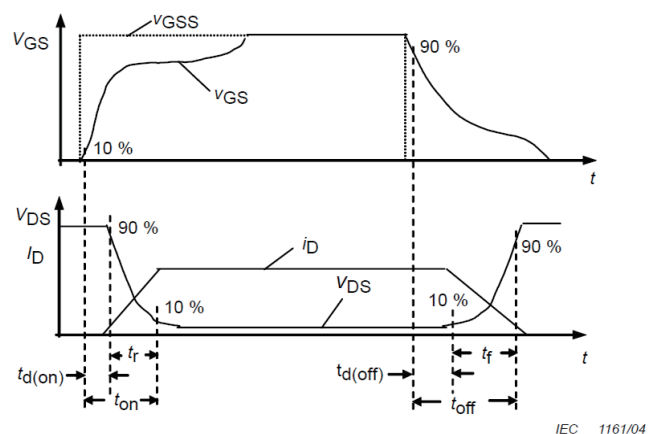 vGSS
VGS
90 %
vGS
10 %
t
VDS
90 %
ID
iD
90 %
VDS
10 %
10 %
tr
tf
t
td(on)
td(off)
ton
toff
IEC 1161/04